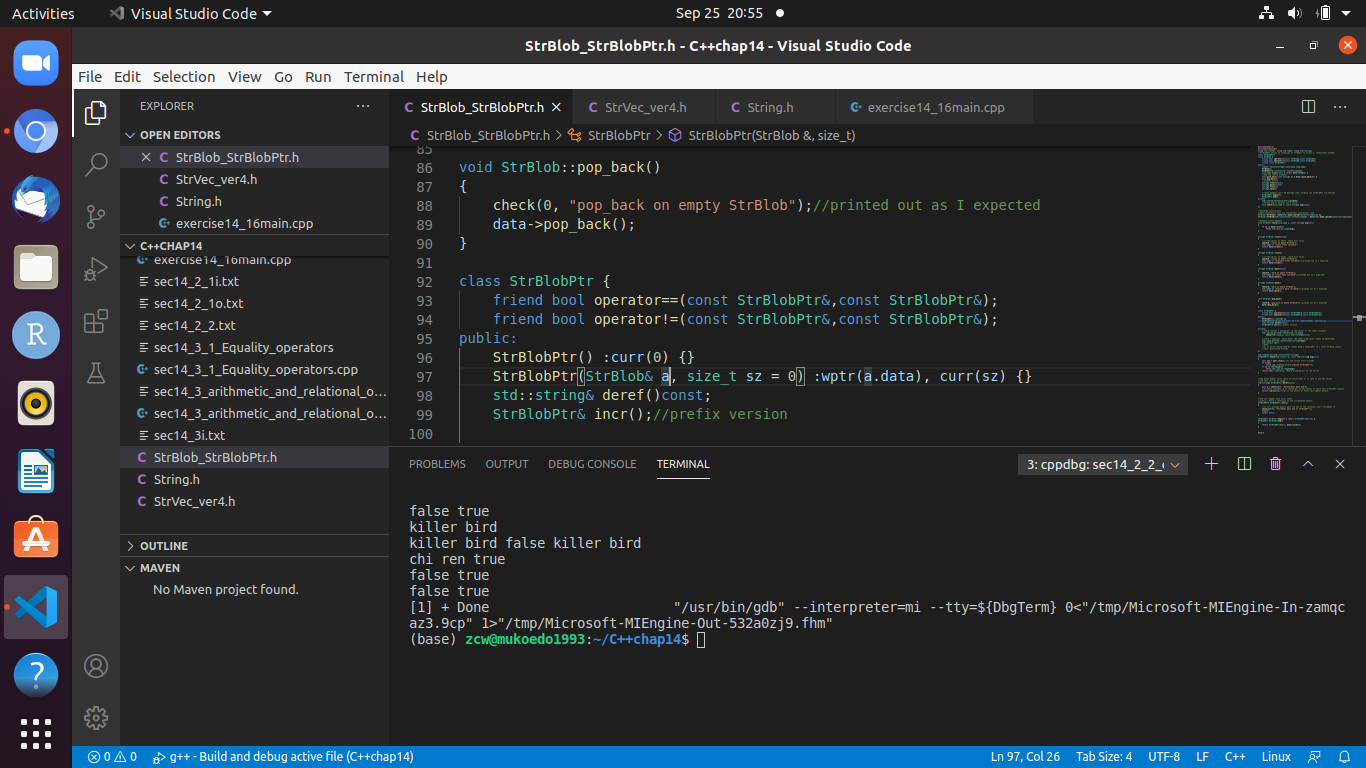 Activities Visual Studio Code Sep 25 20:55
StrBlob_StrBlobPtr.h - C++chap14 - Visual Studio Code
File Edit Selection View Go Run Terminal Help
EXPLORER
OPEN EDITORS
StrBlob_StrBlobPtr.h
StrVec_ver4.h
String.h
exercise14_16main.cpp
C++CHAP14
exercise14_16main.cpp
sec14_2_1i.txt
sec14_2_1o.txt
sec14_2_2.txt
sec14_3_1_Equality_operators
sec14_3_1_Equality_operators.cpp
sec14_3_arithmetic_and_relational_o...
sec14_3_arithmetic_and_relational_o...
sec14_3i.txt
StrBlob_StrBlobPtr.h
String.h
StrVec_ver4.h
OUTLINE
MAVEN
No Maven project found.
StrBlob_StrBlobPtr.h StrVec_ver4.h String.h exercise14_16main.cpp
StrBlob_StrBlobPtr.h > StrBlobPtr > StrBlobPtr(StrBlob &, size_t)
85
86 void StrBlob::pop_back()
87 {
88 check(0, "pop_back on empty StrBlob");//printed out as I expected
89 data->pop_back();
90 }
91
92 class StrBlobPtr {
93 friend bool operator==(const StrBlobPtr&,const StrBlobPtr&);
94 friend bool operator!=(const StrBlobPtr&,const StrBlobPtr&);
95 public:
96 StrBlobPtr() :curr(0) {}
97 StrBlobPtr(StrBlob& a, size_t sz = 0) :wptr(a.data), curr(sz) {}
98 std::string& deref()const;
99 StrBlobPtr& incr();//prefix version
100
PROBLEMS OUTPUT DEBUG CONSOLE TERMINAL 3: cppdbg: sec14_2_2_
false true
killer bird
killer bird false killer bird
chi ren true
false true
false true
[1] + Done "/usr/bin/gdb" --interpreter=mi --tty=${DbgTerm} 0<"/tmp/Microsoft-MIEngine-In-zamqc
az3.9cp" 1>"/tmp/Microsoft-MIEngine-Out-532a0zj9.fhm"
(base) zcw@mukoedo1993:~/C++chap14$
0 0 g++ - Build and debug active file (C++chap14) Ln 97, Col 26 Tab Size: 4 UTF-8 LF C++ Linux